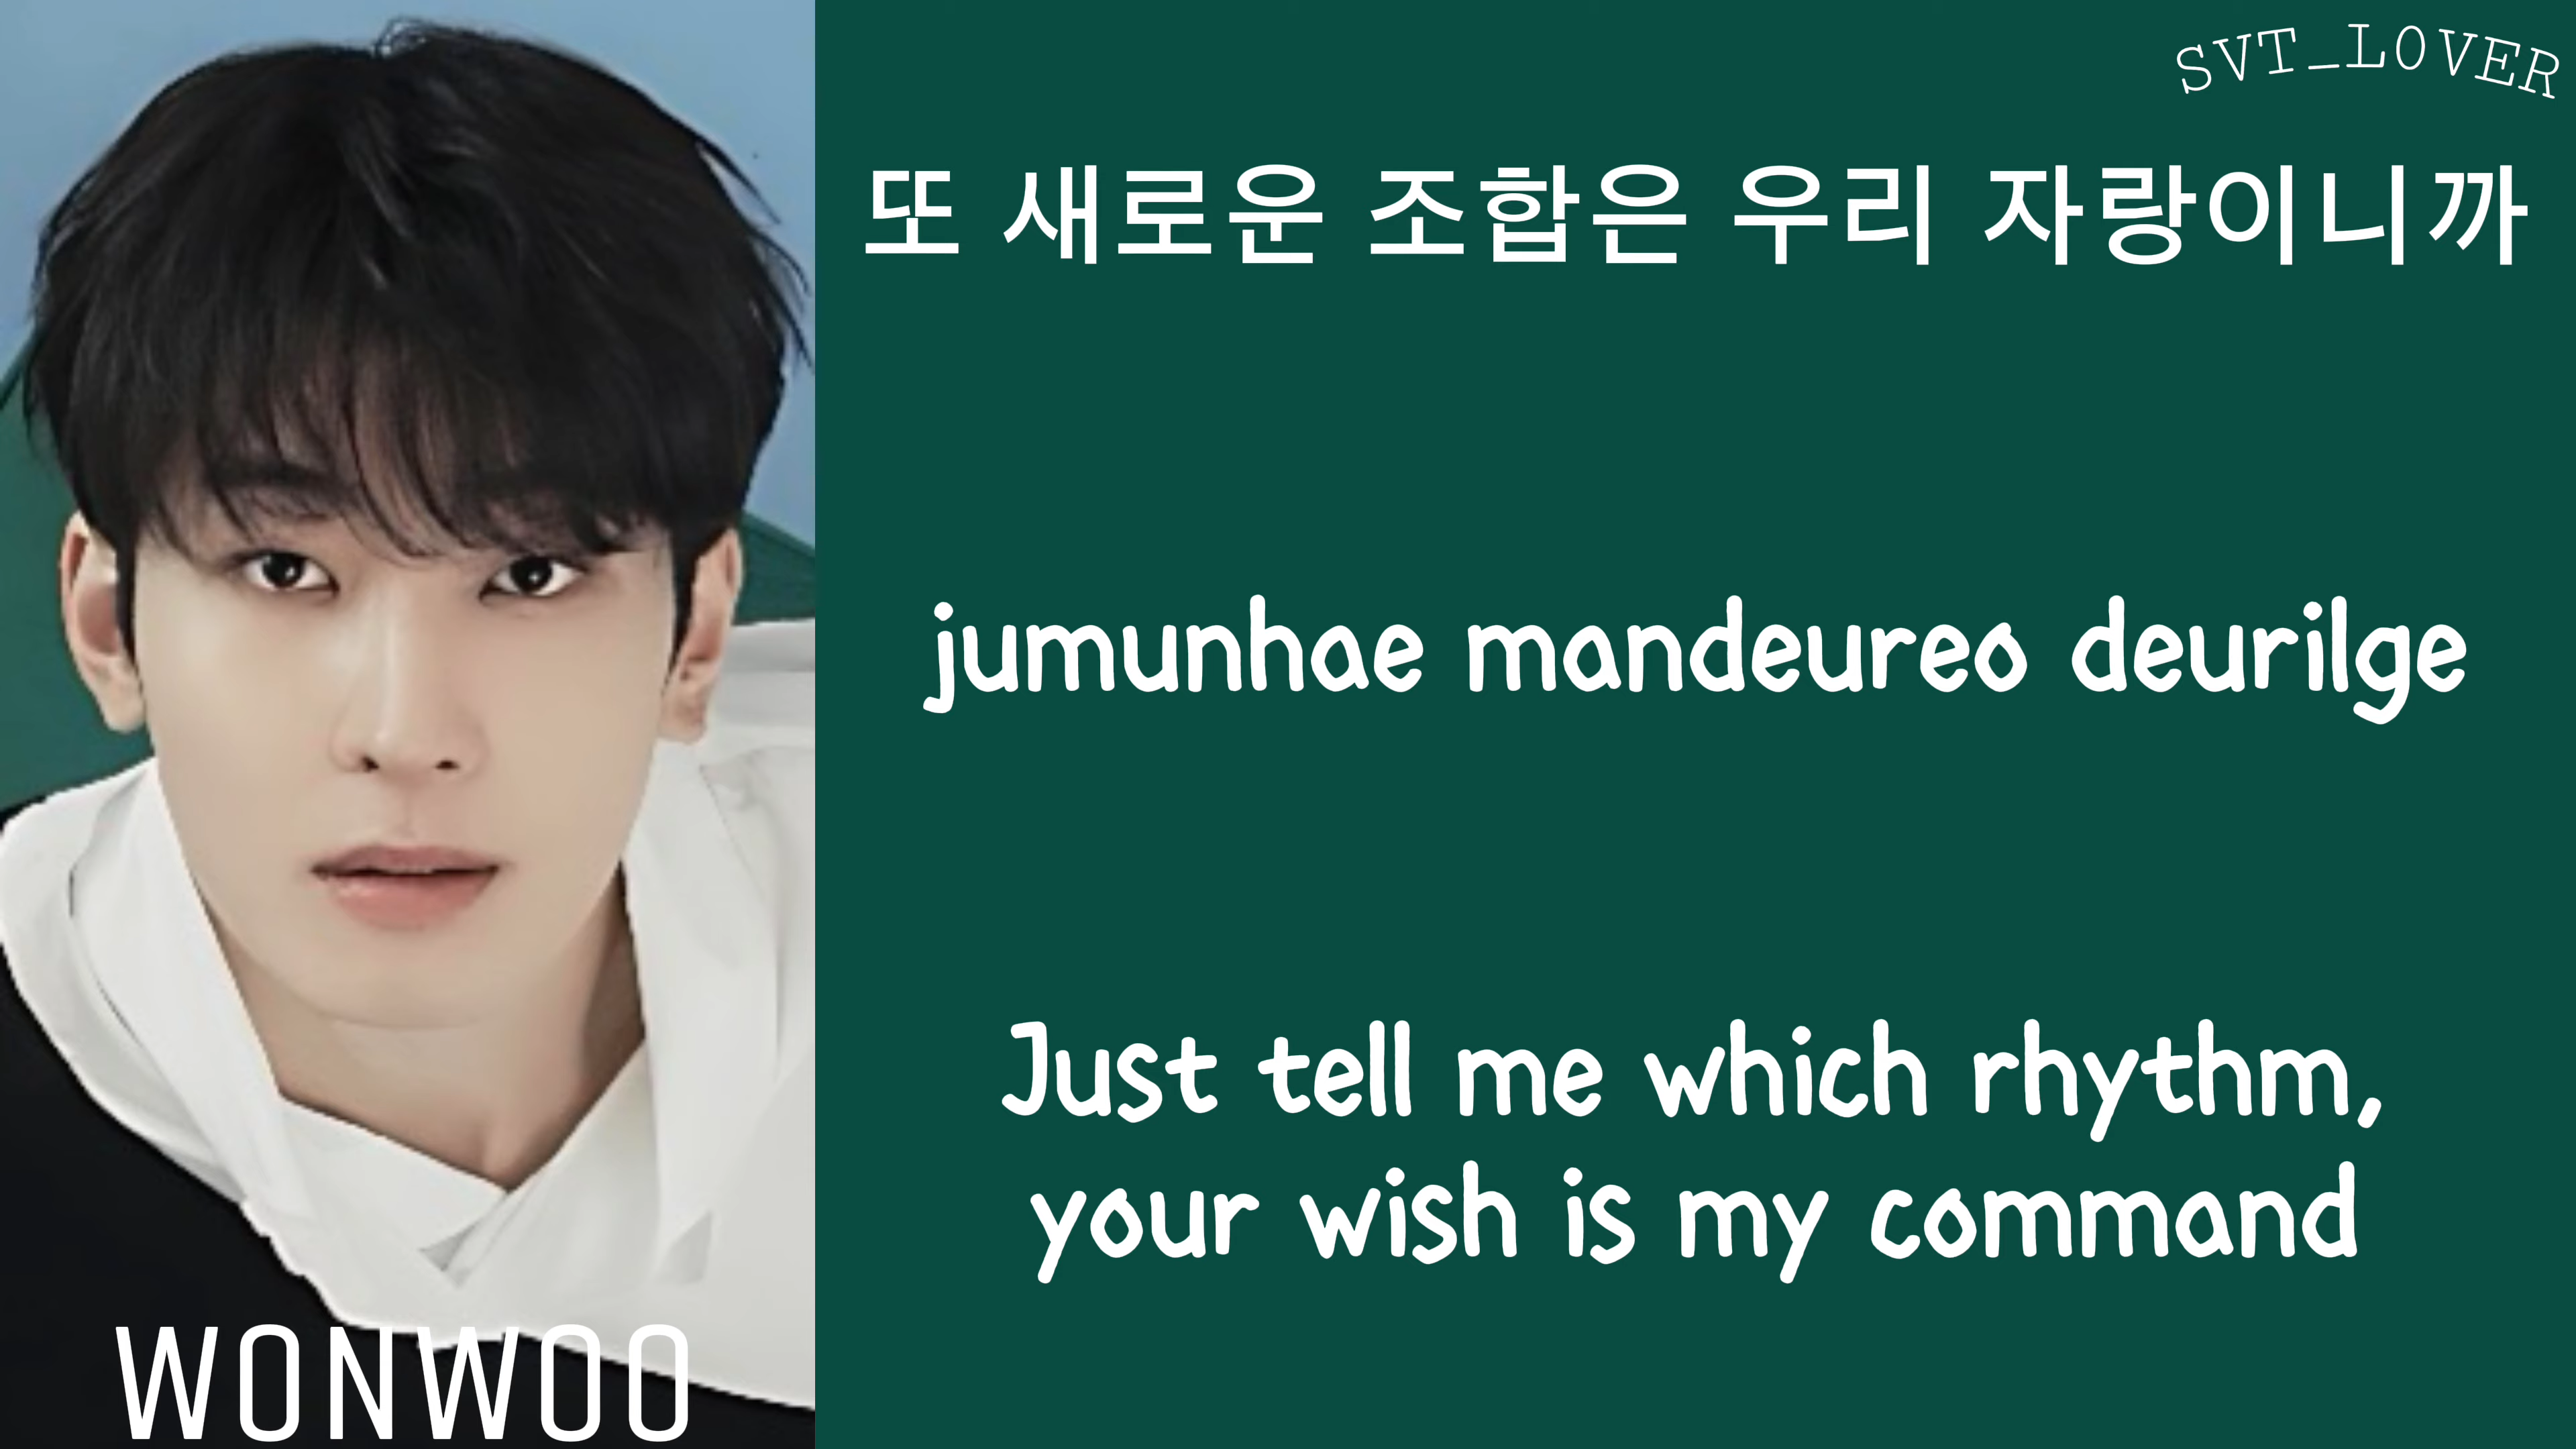 SVT_LOVER
또 새로운 조합은 우리 자랑이니까
jumunhae mandeureo deurilge
Just tell me which rhythm,
your wish is my command
WONWOO